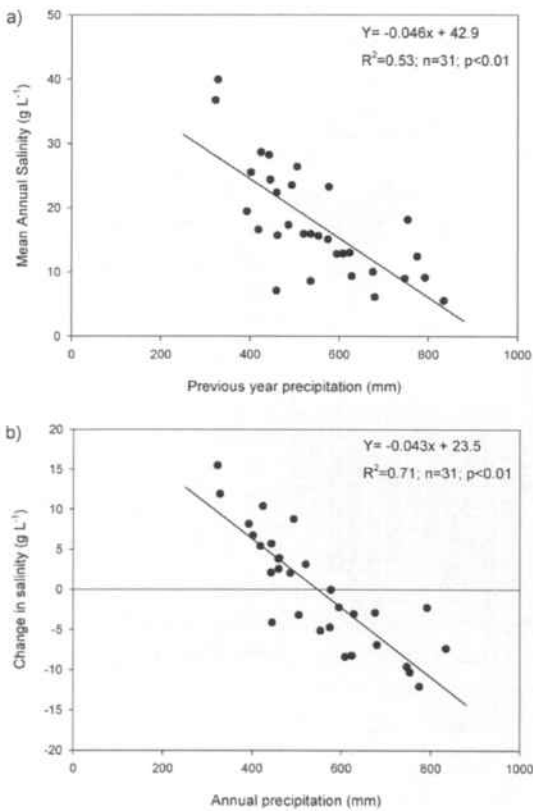 a)
Y= -0.046x + 42.9
R²=0.53; n=31; p<0.01
Mean Annual Salinity (g L⁻¹)
50
40
30
20
10
0
0 200 400 600 800 1000
Previous year precipitation (mm)
b)
Y= -0.043x + 23.5
R²=0.71; n=31; p<0.01
Change in salinity (g L⁻¹)
20
15
10
5
0
-5
-10
-15
-20
0 200 400 600 800 1000
Annual precipitation (mm)